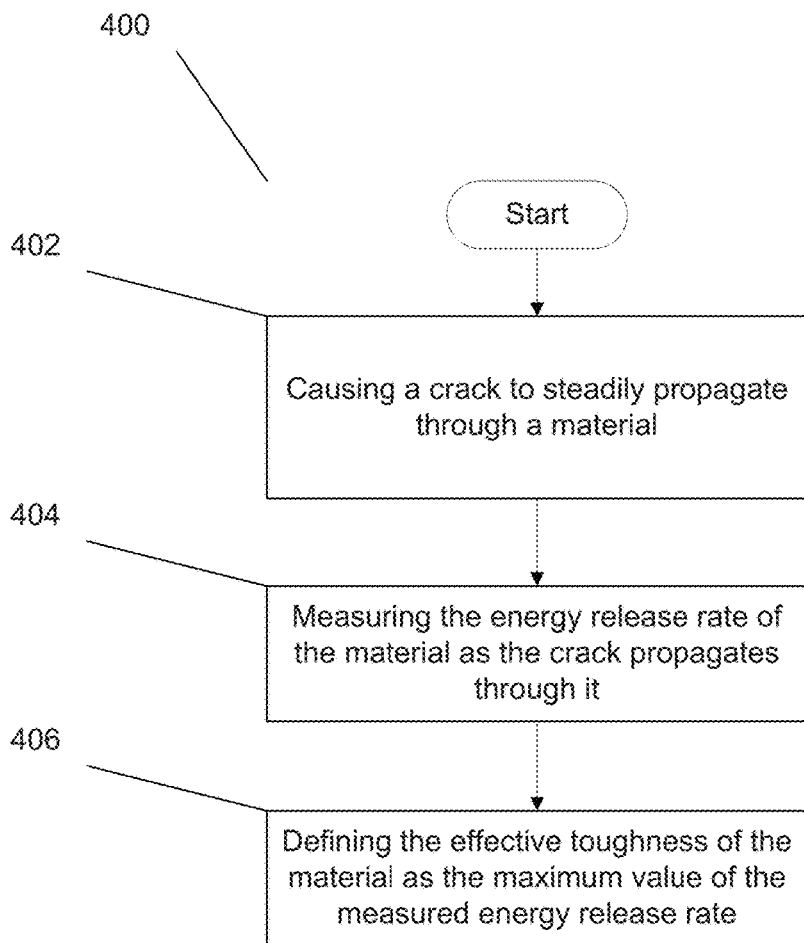 400
Start
402
Causing a crack to steadily propagate
through a material
404
Measuring the energy release rate of
the material as the crack propagates
through it
406
Defining the effective toughness of the
material as the maximum value of the
measured energy release rate